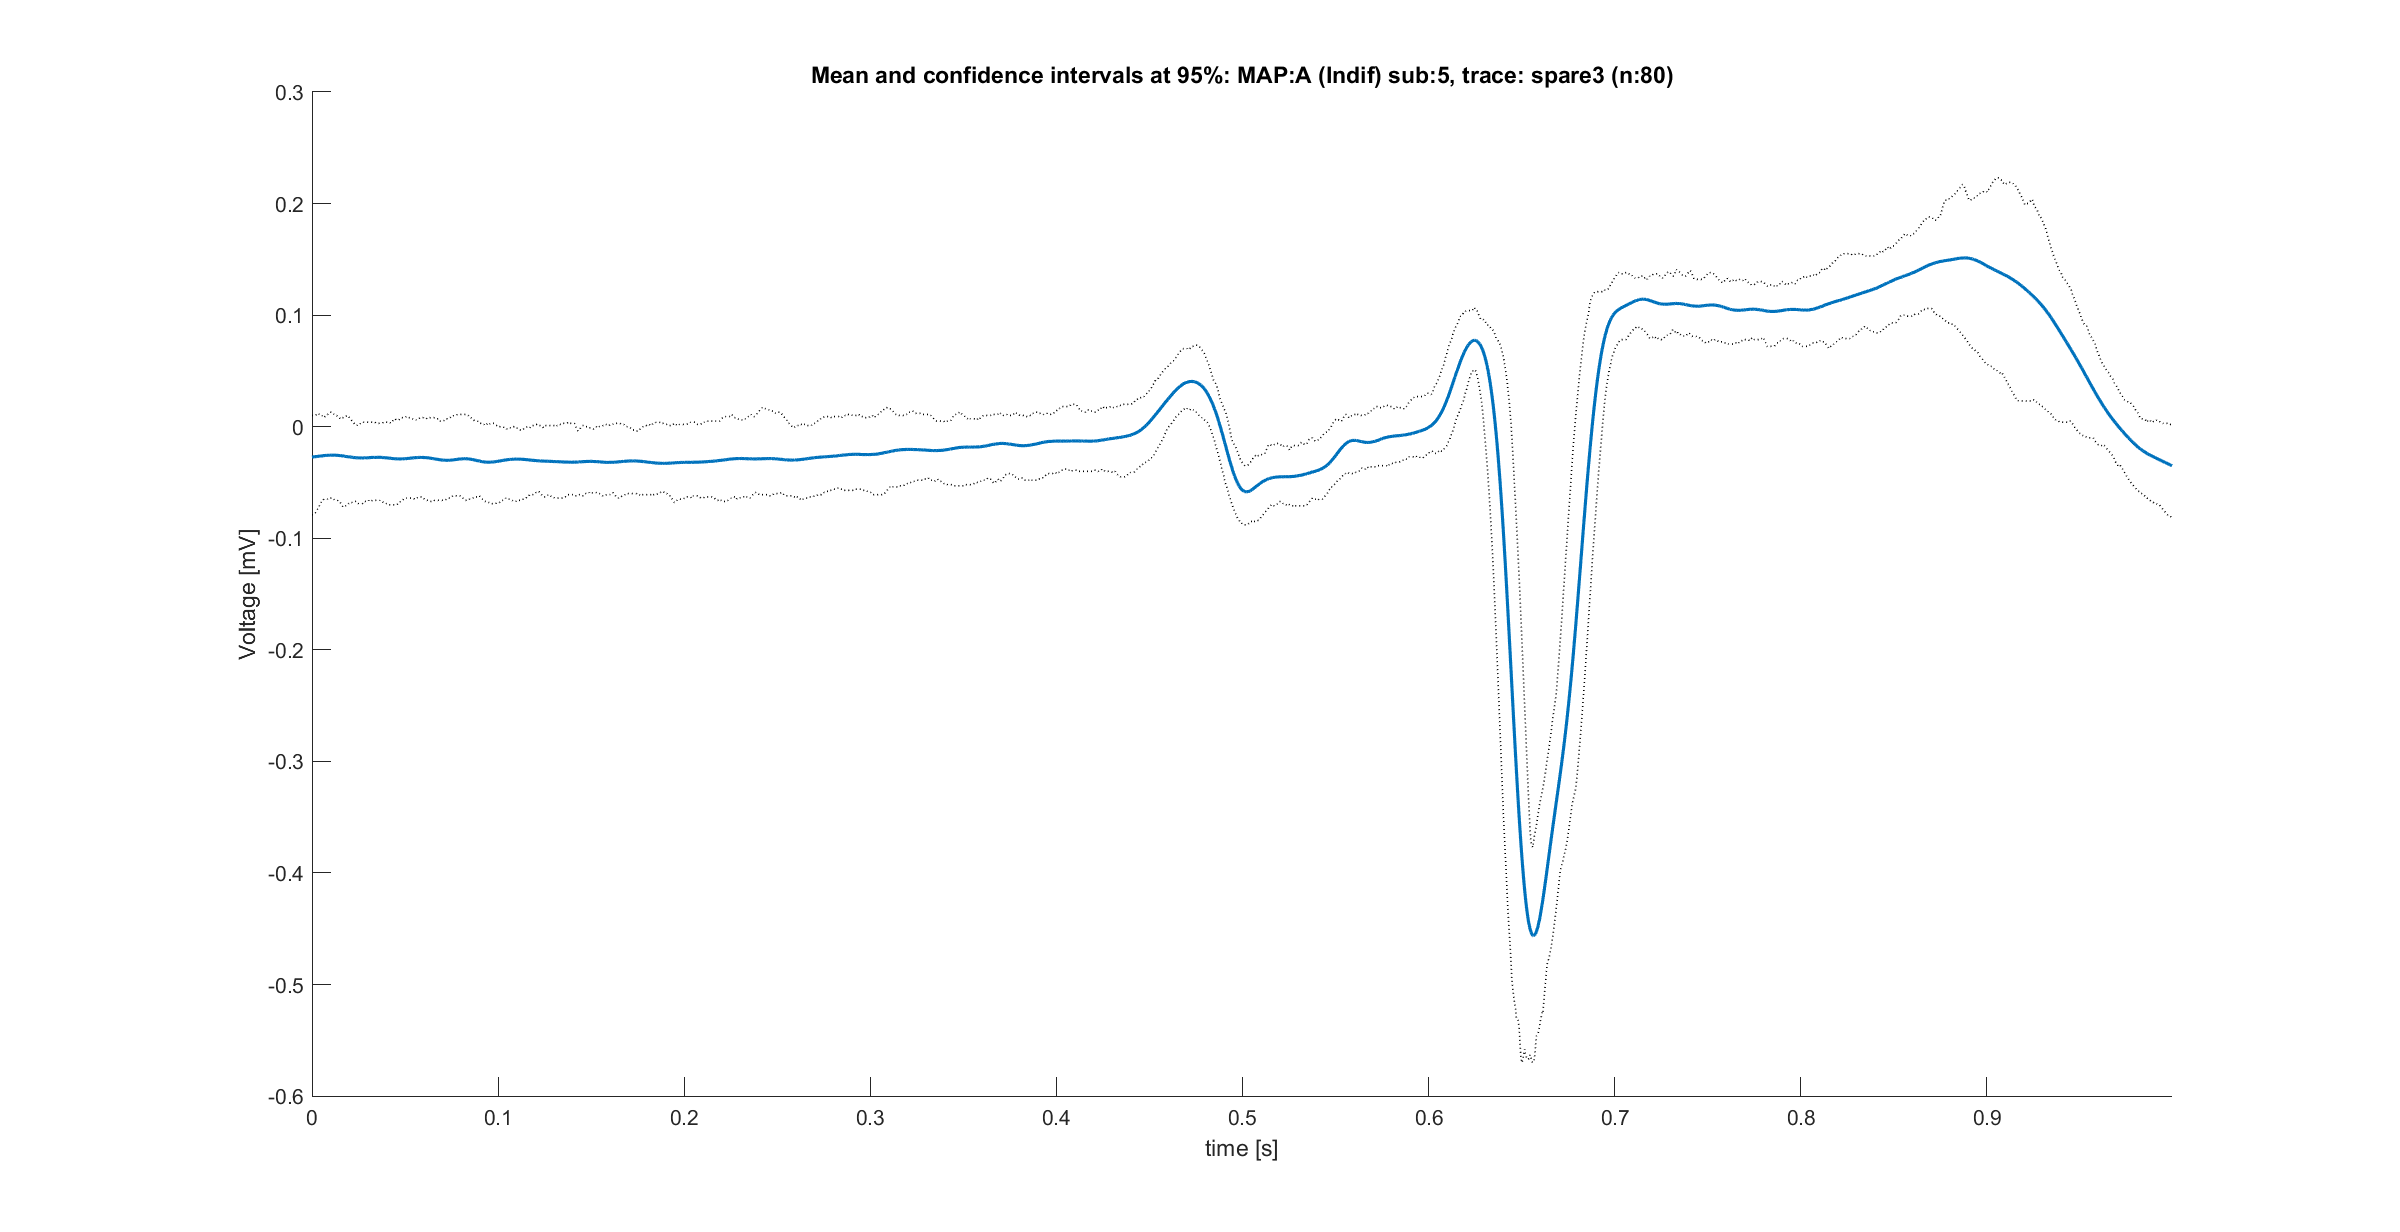 Mean and confidence intervals at 95%: MAP:A (Indif) sub:5, trace: spare3 (n:80)
0.3
0.2
0.1
0
-0.1
-0.2
-0.3
-0.4
-0.5
-0.6
Voltage [mV]
0 0.1 0.2 0.3 0.4 0.5 0.6 0.7 0.8 0.9
time [s]